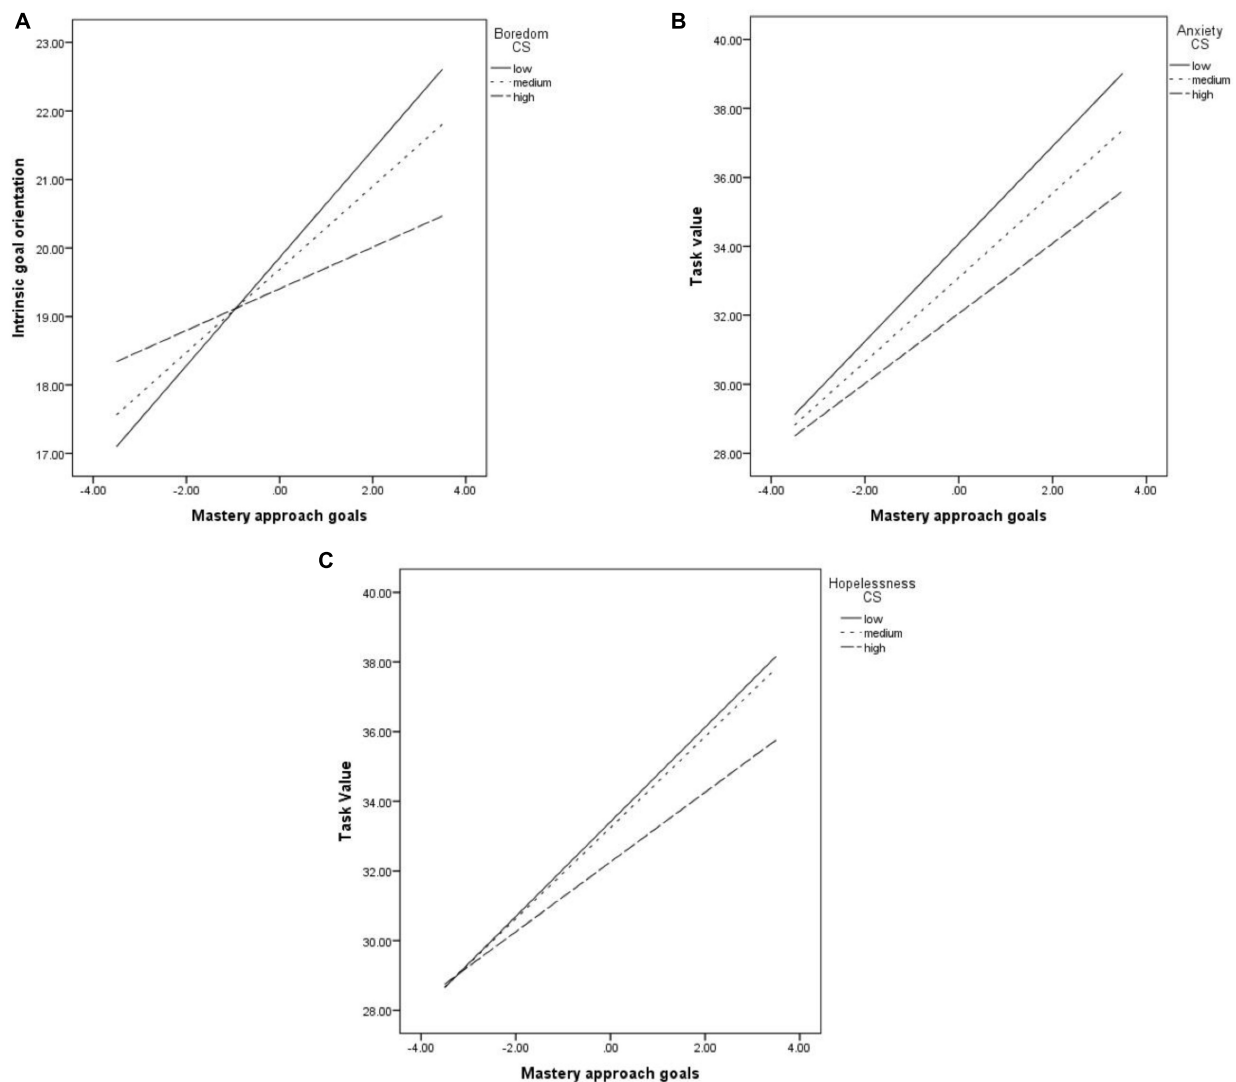 A
Boredom
CS
low
medium
high
23.00
22.00
21.00
20.00
19.00
18.00
17.00
Intrinsic goal orientation
-4.00 -2.00 .00 2.00 4.00
Mastery approach goals
B
Anxiety
CS
low
medium
high
40.00
38.00
36.00
34.00
32.00
30.00
28.00
Task value
-4.00 -2.00 .00 2.00 4.00
Mastery approach goals
C
Hopelessness
CS
low
medium
high
40.00
38.00
36.00
34.00
32.00
30.00
28.00
Task Value
-4.00 -2.00 .00 2.00 4.00
Mastery approach goals